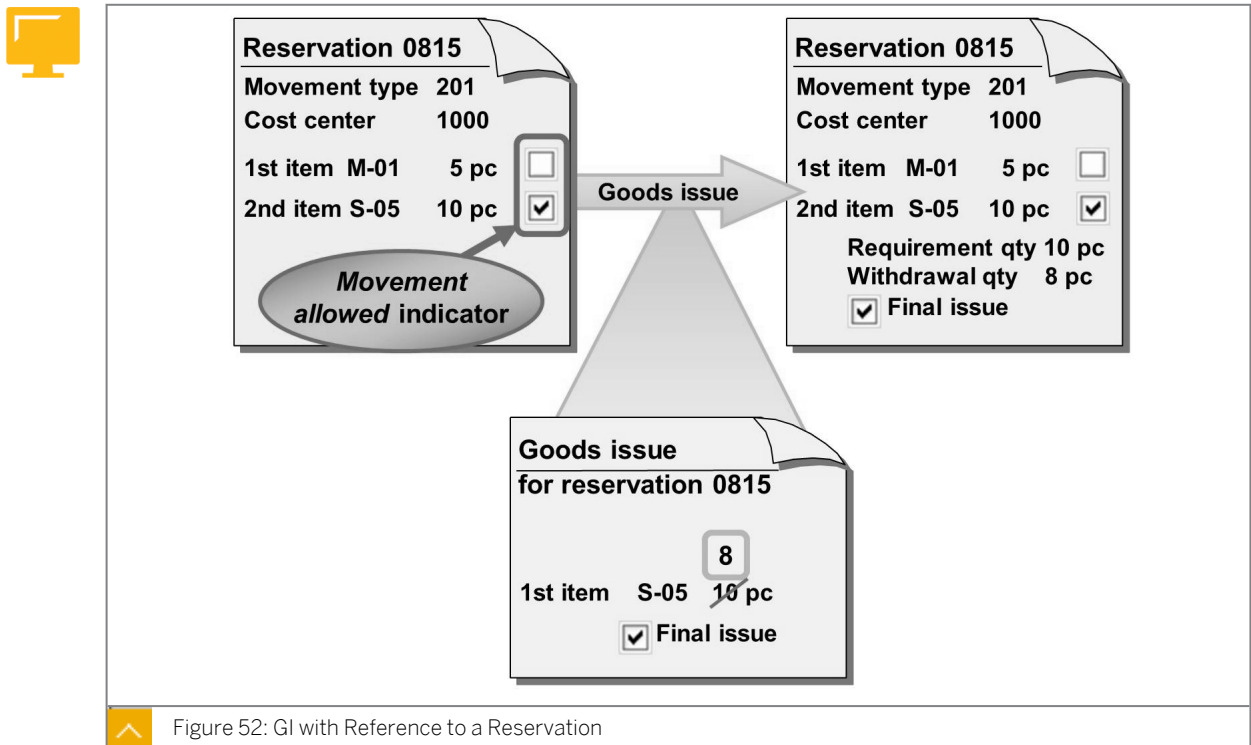 Reservation 0815
Movement type 201
Cost center 1000
1st item M-01 5 pc
2nd item S-05 10 pc
Movement
allowed indicator
Goods issue
Reservation 0815
Movement type 201
Cost center 1000
1st item M-01 5 pc
2nd item S-05 10 pc
Requirement qty 10 pc
Withdrawal qty 8 pc
Final issue
Goods issue
for reservation 0815
8
1st item S-05 10 pc
Final issue
Figure 52: GI with Reference to a Reservation